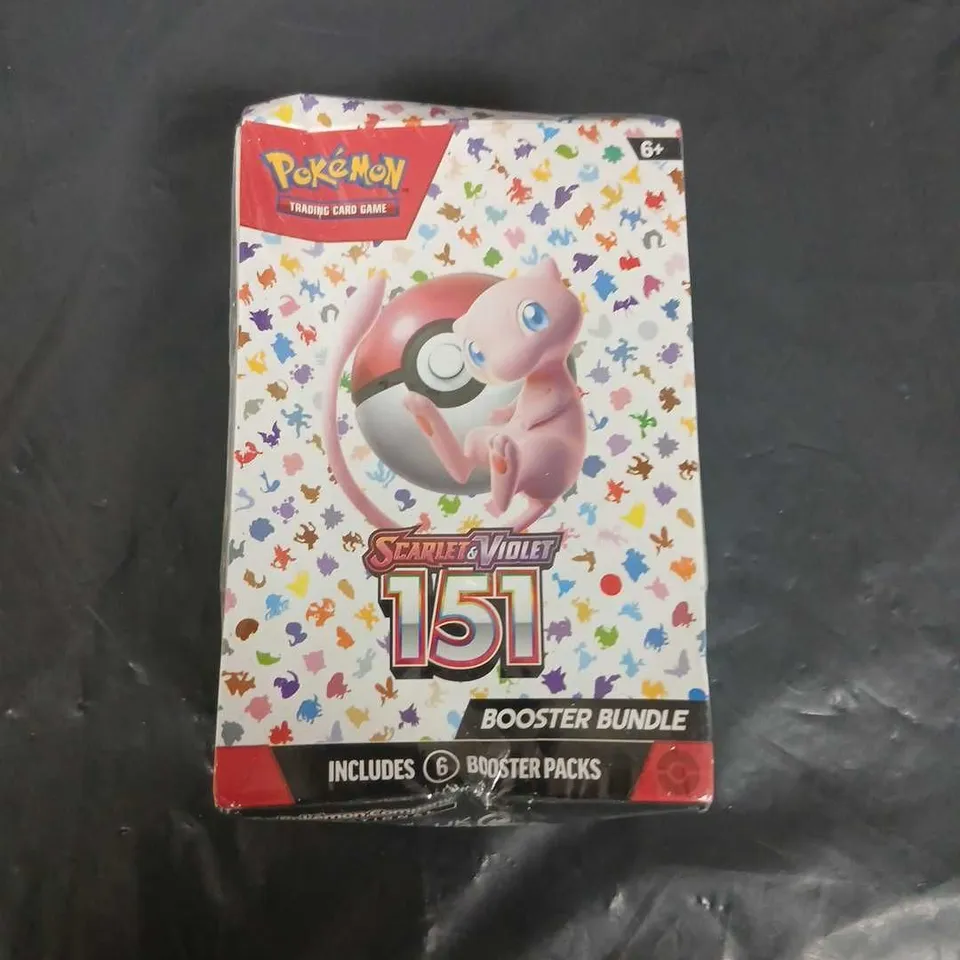 6+
POKéMON
TRADING CARD GAME
SCARLET & VIOLET
151
BOOSTER BUNDLE
INCLUDES 6 BOOSTER PACKS